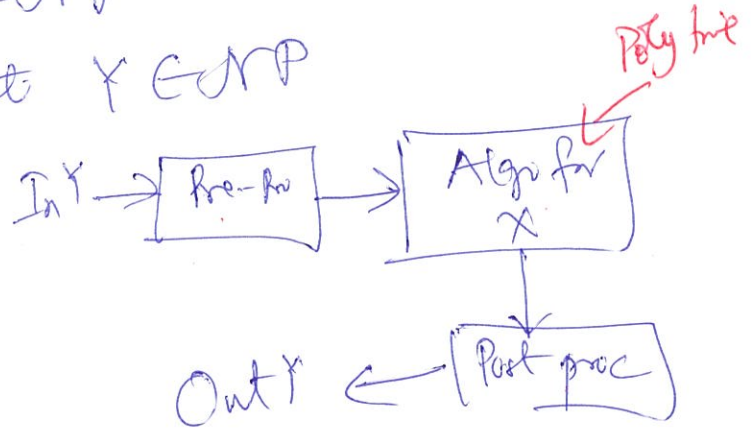 Poly time
t Y ∈ NP
In Y
Pre-Pro
Algo for
X
Post proc
Out Y